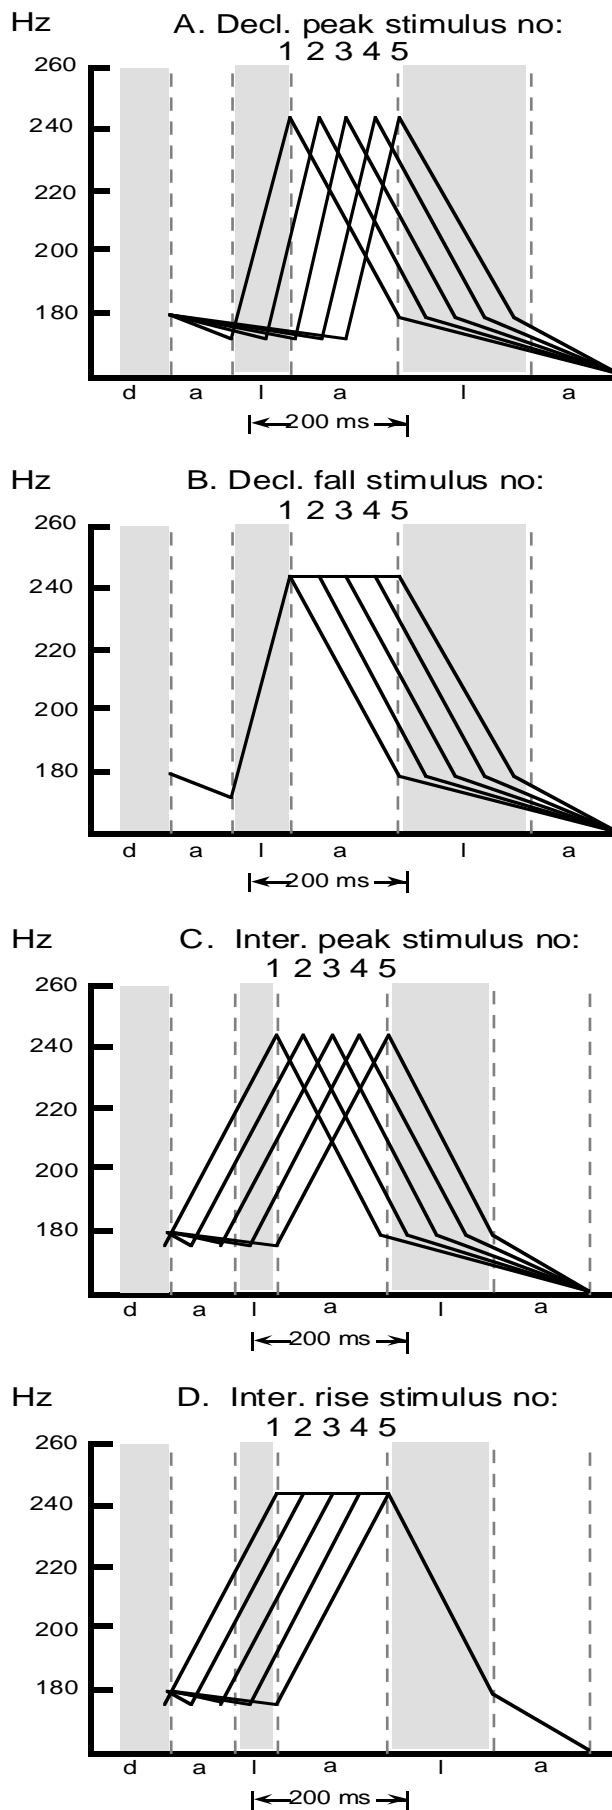 Hz
A. Decl. peak stimulus no:
1 2 3 4 5
260
240
220
200
180
d a l a l a
200 ms
Hz
B. Decl. fall stimulus no:
1 2 3 4 5
260
240
220
200
180
d a l a l a
200 ms
Hz
C. Inter. peak stimulus no:
1 2 3 4 5
260
240
220
200
180
d a l a l a
200 ms
Hz
D. Inter. rise stimulus no:
1 2 3 4 5
260
240
220
200
180
d a l a l a
200 ms